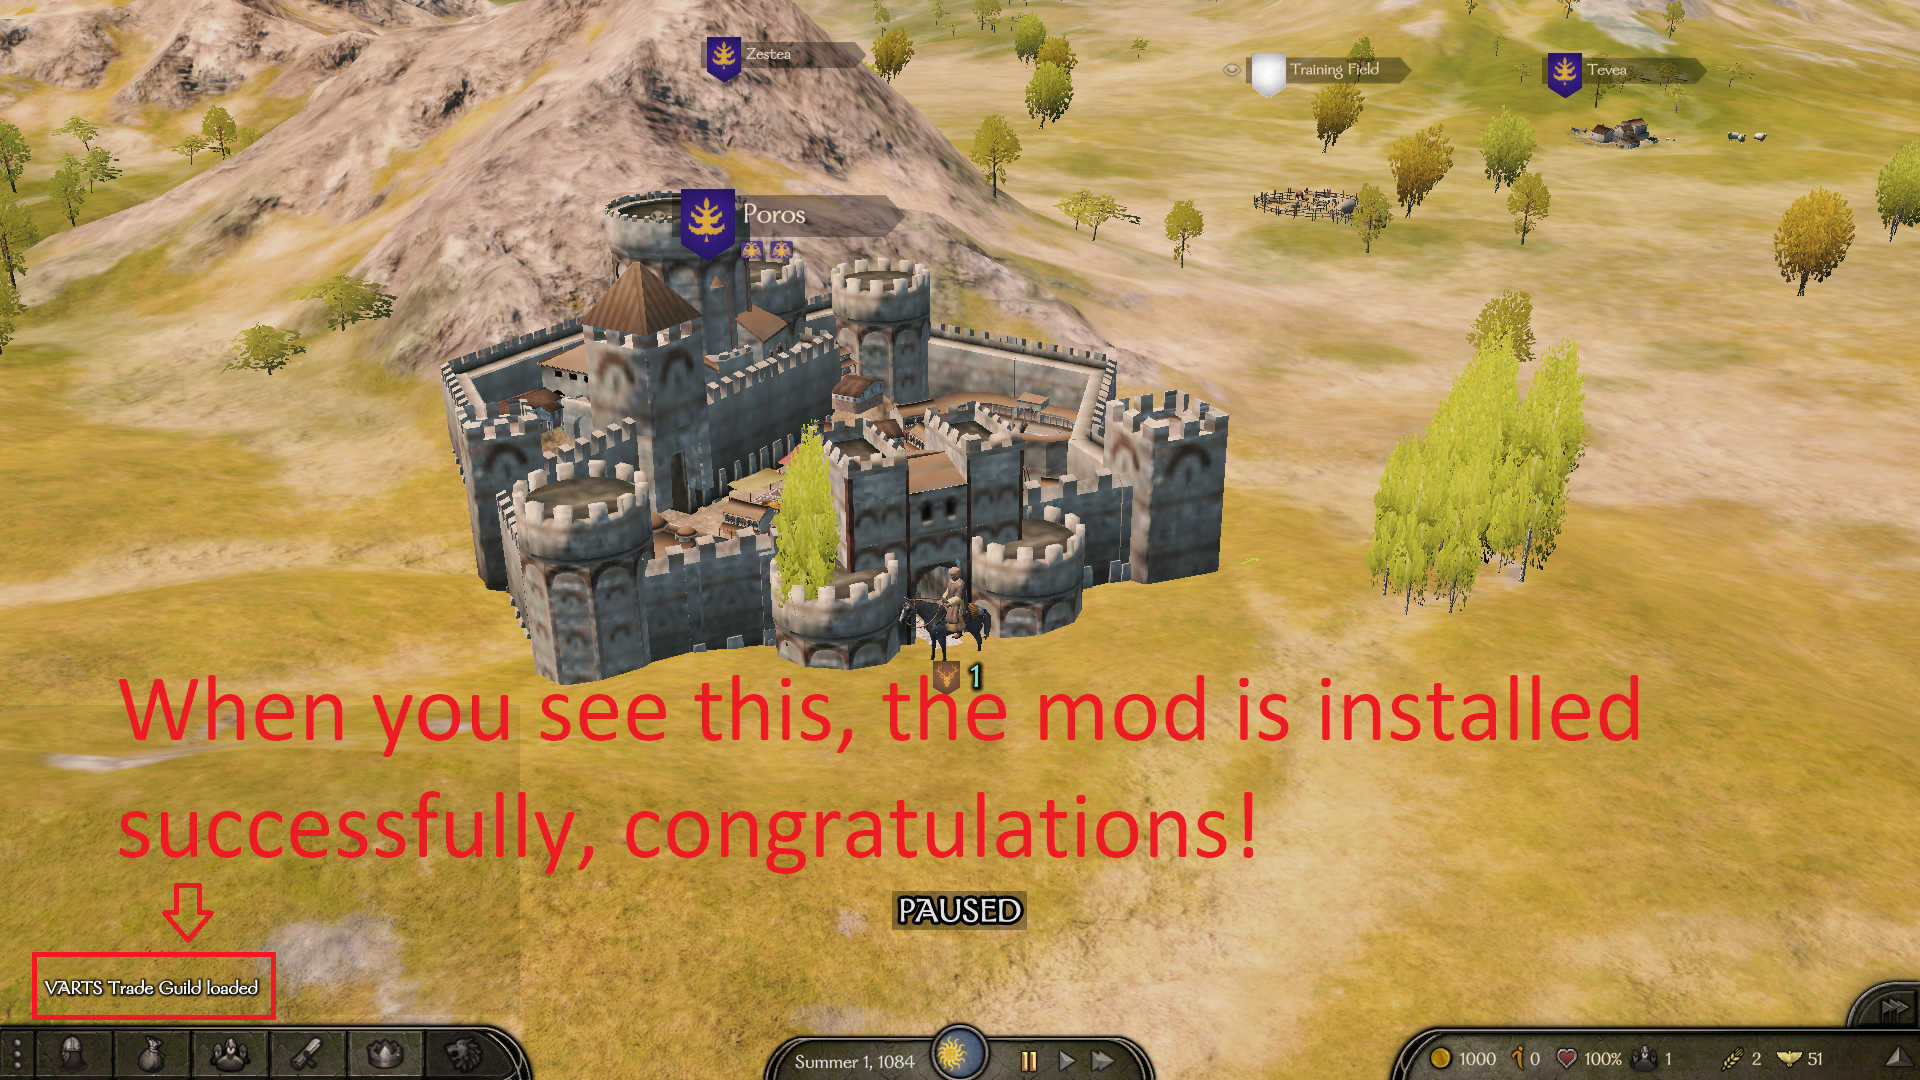 Zestea
Training Field
Tevea
Poros
1
When you see this, the mod is installed
successfully, congratulations!
PAUSED
VARTS Trade Guild loaded
Summer 1, 1084
1000 0 100% 1 2 51